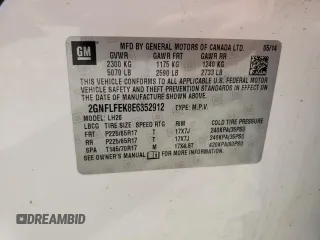 GM
MFD BY GENERAL MOTORS OF CANADA LTD. 05/14
GVWR GAWR FRT GAWR RR
2300 KG 1175 KG 1240 KG
5070 LB 2590 LB 2733 LB
THIS VEHICLE CONFORMS TO ALL APPLICABLE U.S. FEDERAL MOTOR
VEHICLE SAFETY, AND THEFT PREVENTION STANDARDS IN
EFFECT ON THE DATE OF MANUFACTURE SHOWN ABOVE.
2GNFLFEK8E6352912 TYPE: M.P.V.
MODEL: LH26
LBCG TIRE SIZE SPEED RTG RIM COLD TIRE PRESSURE
FRT P225/65R17 T 17X7J 240KPA(35PSI)
RR P225/65R17 T 17X7J 240KPA(35PSI)
SPA T145/70R17 M 17X4.5T 420KPA(60PSI)
SEE OWNER'S MANUAL FOR ADDITIONAL INFORMATION.
DREAMBID